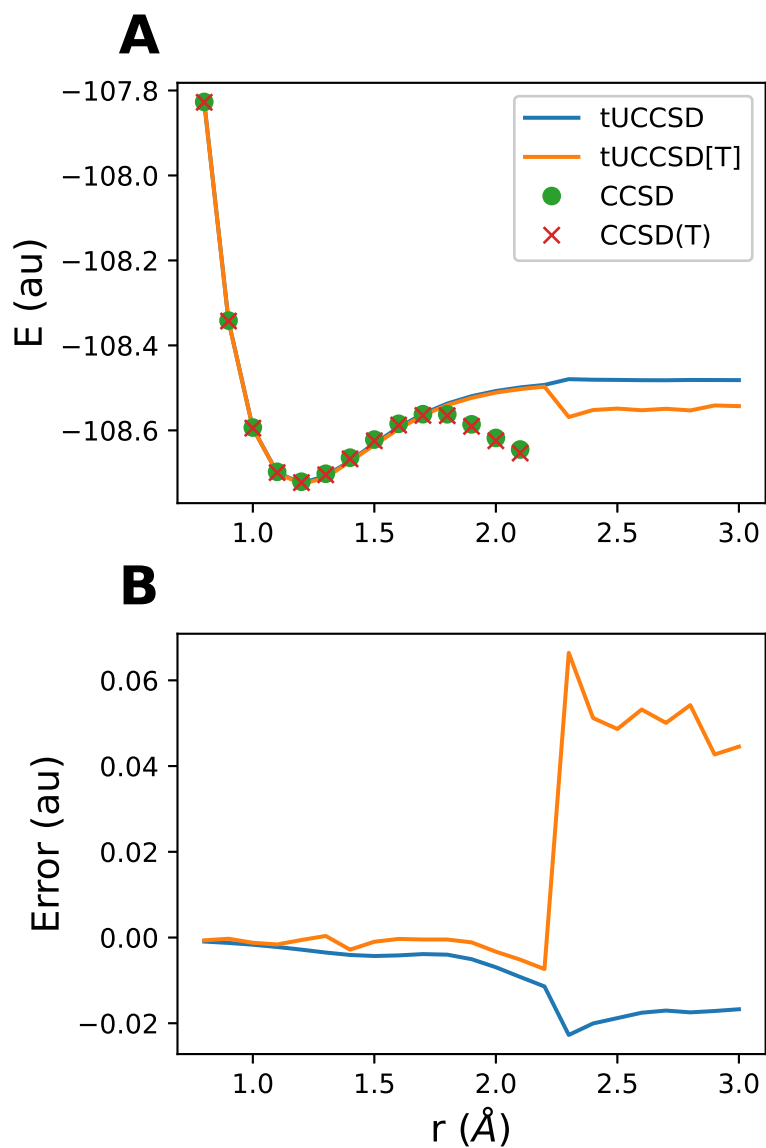 A
−107.8
−108.0
−108.2
−108.4
−108.6
E (au)
tUCCSD
tUCCSD[T]
CCSD
CCSD(T)
1.0 1.5 2.0 2.5 3.0
B
0.06
0.04
0.02
0.00
−0.02
Error (au)
1.0 1.5 2.0 2.5 3.0
r (Å)